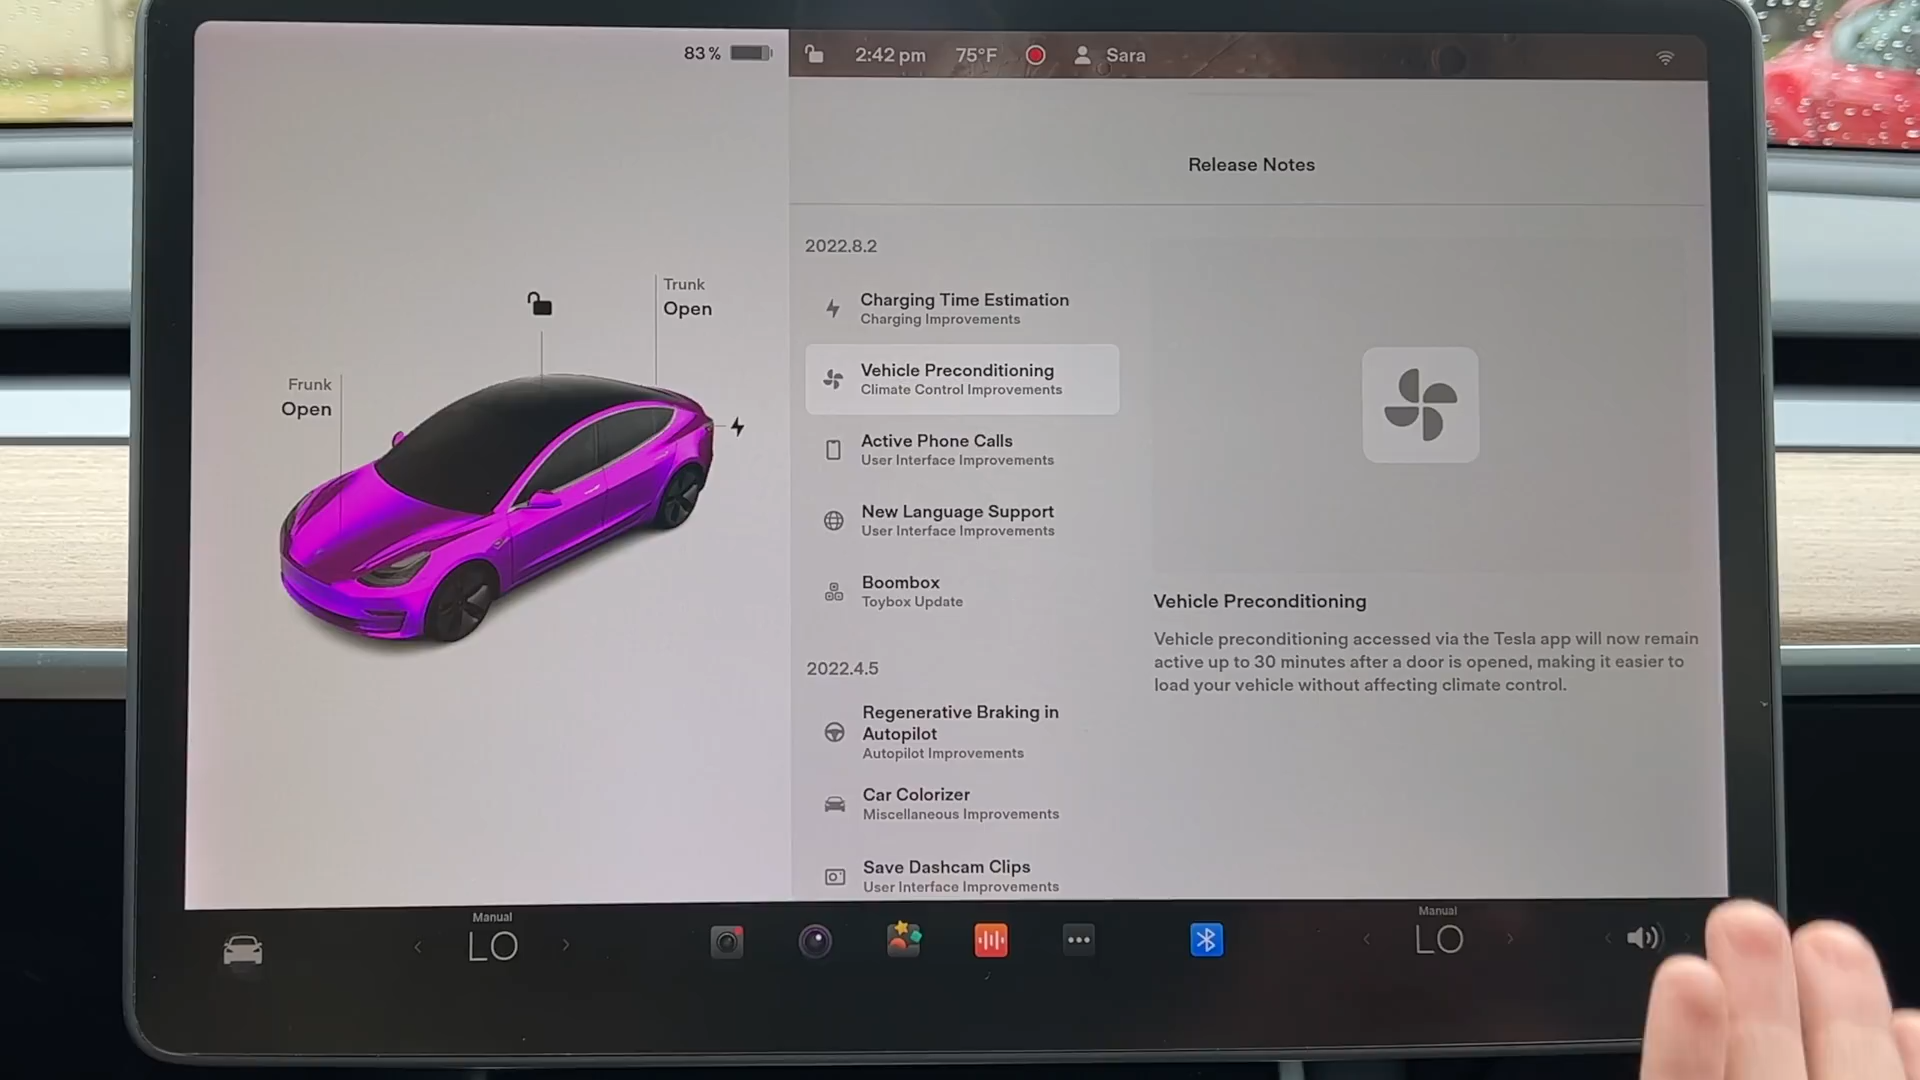 83 %
2:42 pm
75°F
Sara
Release Notes
Trunk
Open
Frunk
Open
2022.8.2
Charging Time Estimation
Charging Improvements
Vehicle Preconditioning
Climate Control Improvements
Active Phone Calls
User Interface Improvements
New Language Support
User Interface Improvements
Boombox
Toybox Update
2022.4.5
Regenerative Braking in
Autopilot
Autopilot Improvements
Car Colorizer
Miscellaneous Improvements
Save Dashcam Clips
User Interface Improvements
Vehicle Preconditioning
Vehicle preconditioning accessed via the Tesla app will now remain
active up to 30 minutes after a door is opened, making it easier to
load your vehicle without affecting climate control.
Manual
LO
Manual
LO